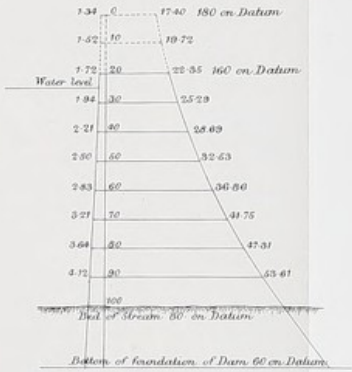 1·34 0 17·40 180 on Datum
1·52 10 19·72
1·72 20 22·35 160 on Datum
Water level
1·94 30 25·29
2·21 40 28·69
2·50 50 32·53
2·83 60 36·86
3·21 70 41·75
3·64 80 47·31
4·12 90 53·61
100
Bed of Stream 80 on Datum
Bottom of foundation of Dam 60 on Datum